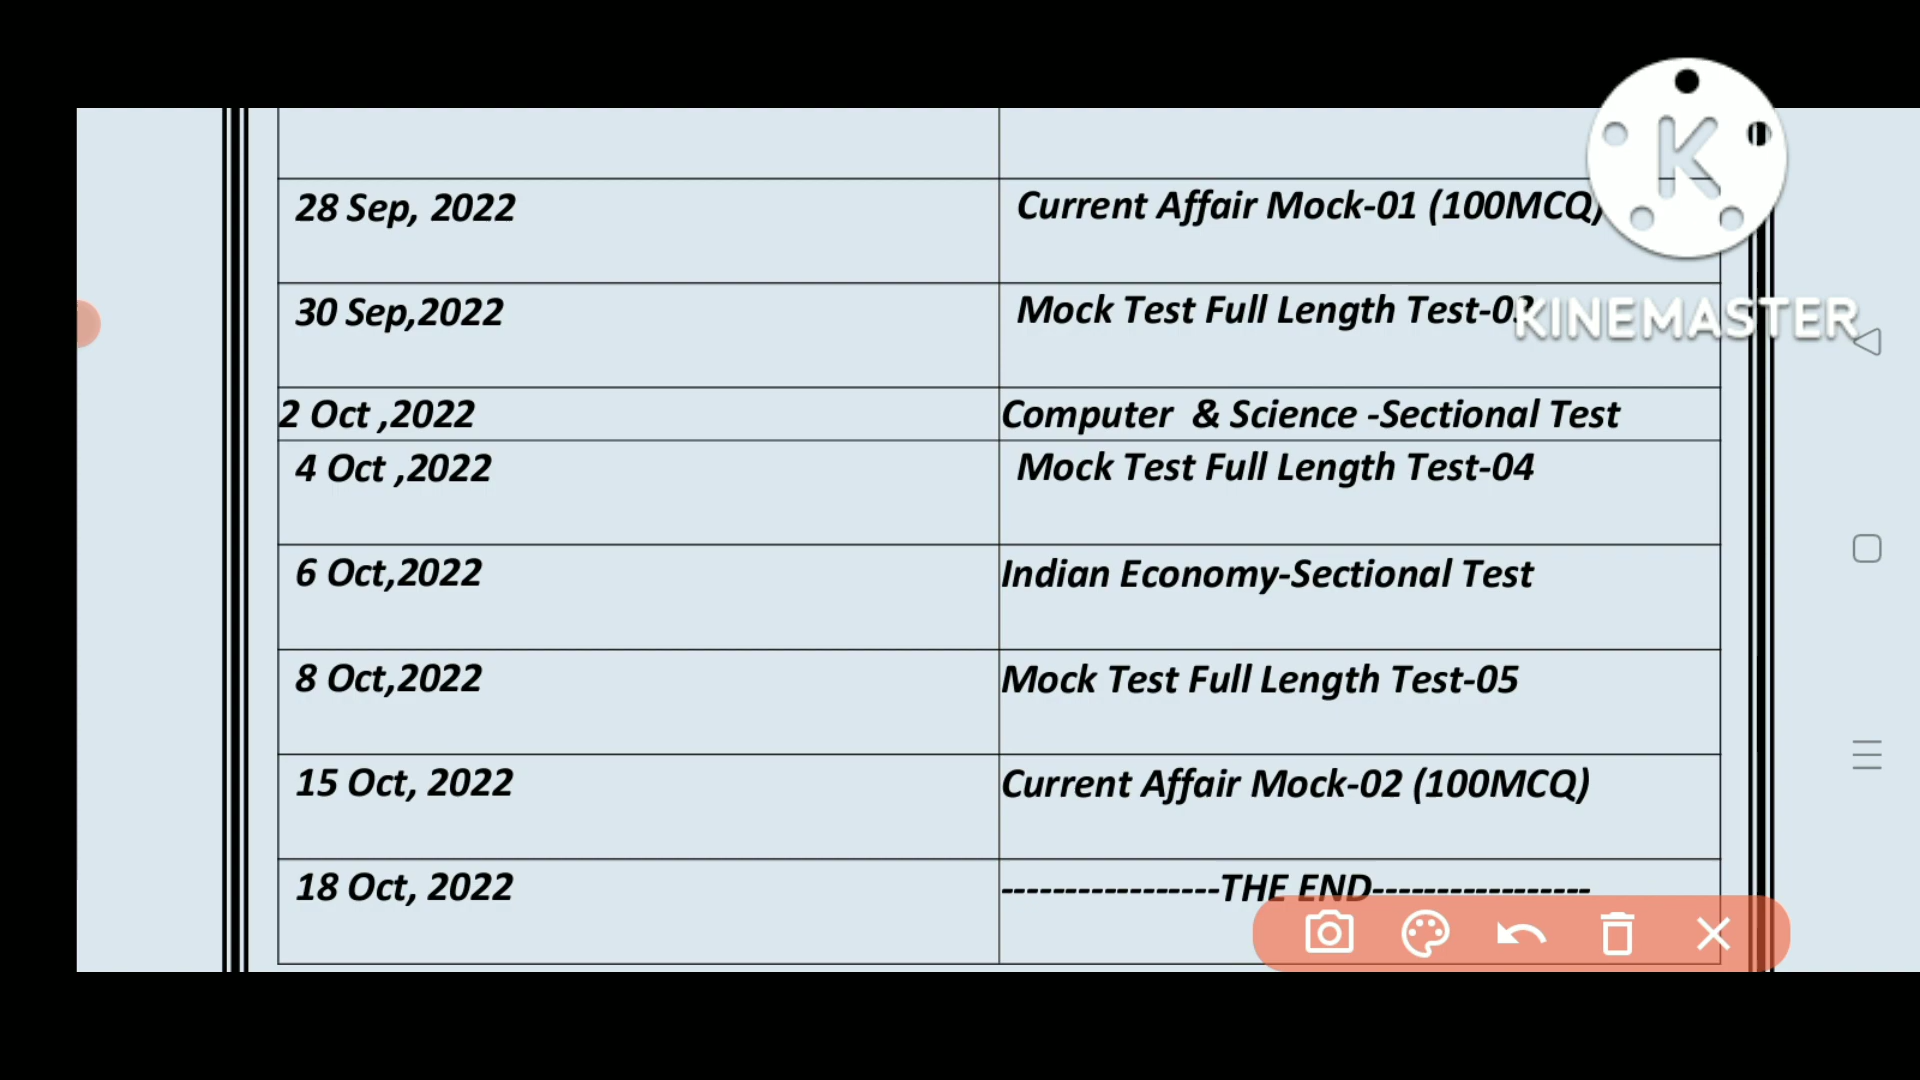 28 Sep, 2022 Current Affair Mock-01 (100MCQ)
30 Sep,2022 Mock Test Full Length Test-03
2 Oct ,2022 Computer & Science -Sectional Test
4 Oct ,2022 Mock Test Full Length Test-04
6 Oct,2022 Indian Economy-Sectional Test
8 Oct,2022 Mock Test Full Length Test-05
15 Oct, 2022 Current Affair Mock-02 (100MCQ)
18 Oct, 2022 -----------------THE END-----------------
K
KINEMASTER